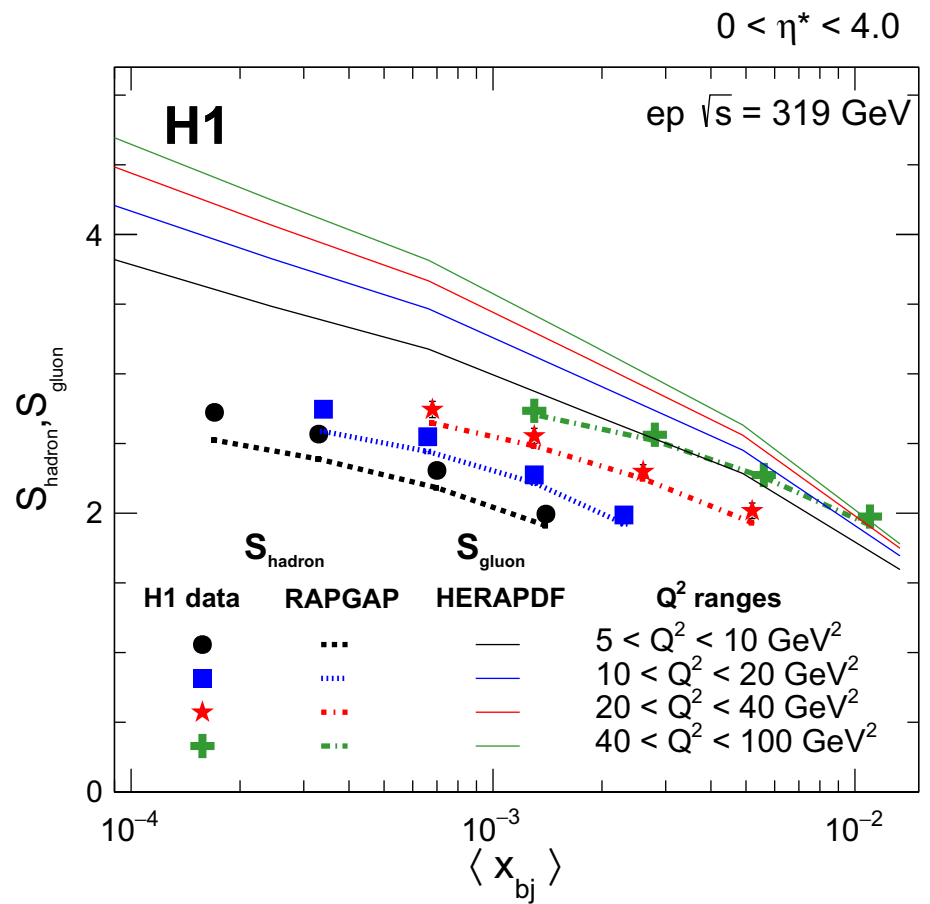 0 < η* < 4.0
H1
ep √s = 319 GeV
S_hadron, S_gluon
4
2
0
S_hadron S_gluon
H1 data RAPGAP HERAPDF Q² ranges
5 < Q² < 10 GeV²
10 < Q² < 20 GeV²
20 < Q² < 40 GeV²
40 < Q² < 100 GeV²
10⁻⁴ 10⁻³ 10⁻²
⟨ x_bj ⟩